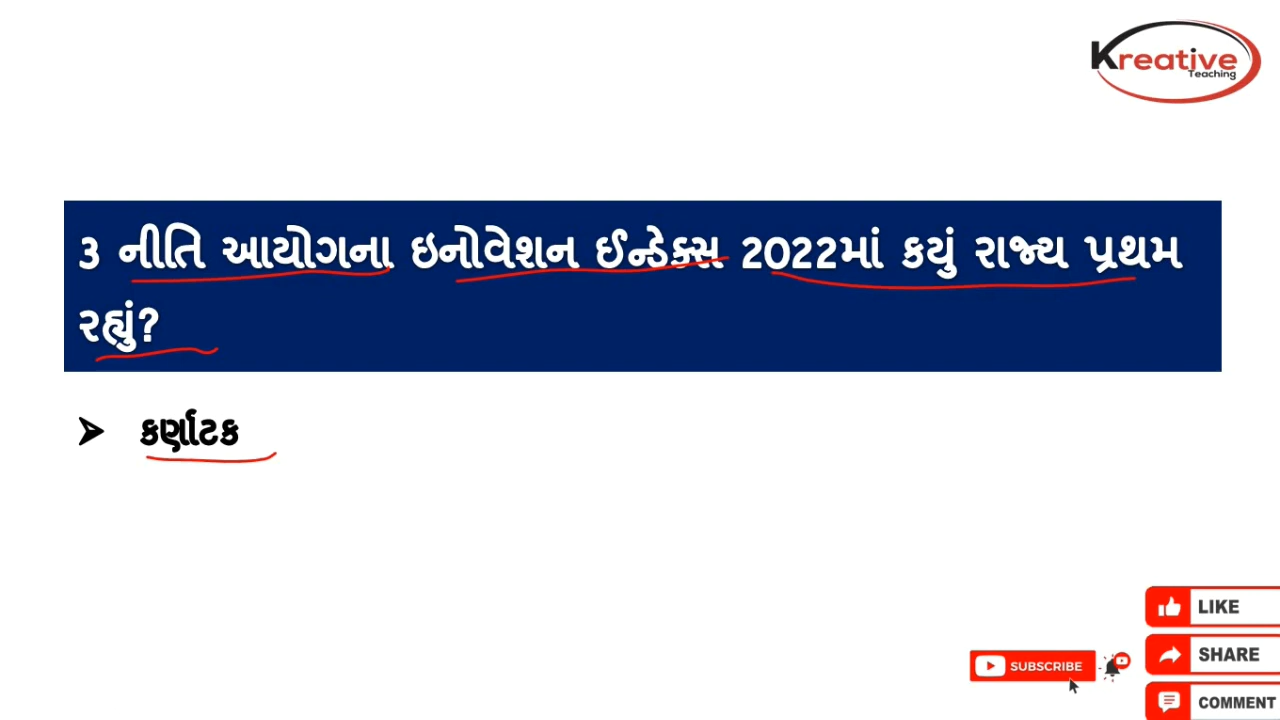 Kreative
Teaching
3 નીતિ આયોગના ઇનોવેશન ઈન્ડેક્સ 2022માં કયું રાજ્ય પ્રથમ
રહ્યું?
➤ કર્ણાટક
LIKE
SUBSCRIBE
SHARE
COMMENT